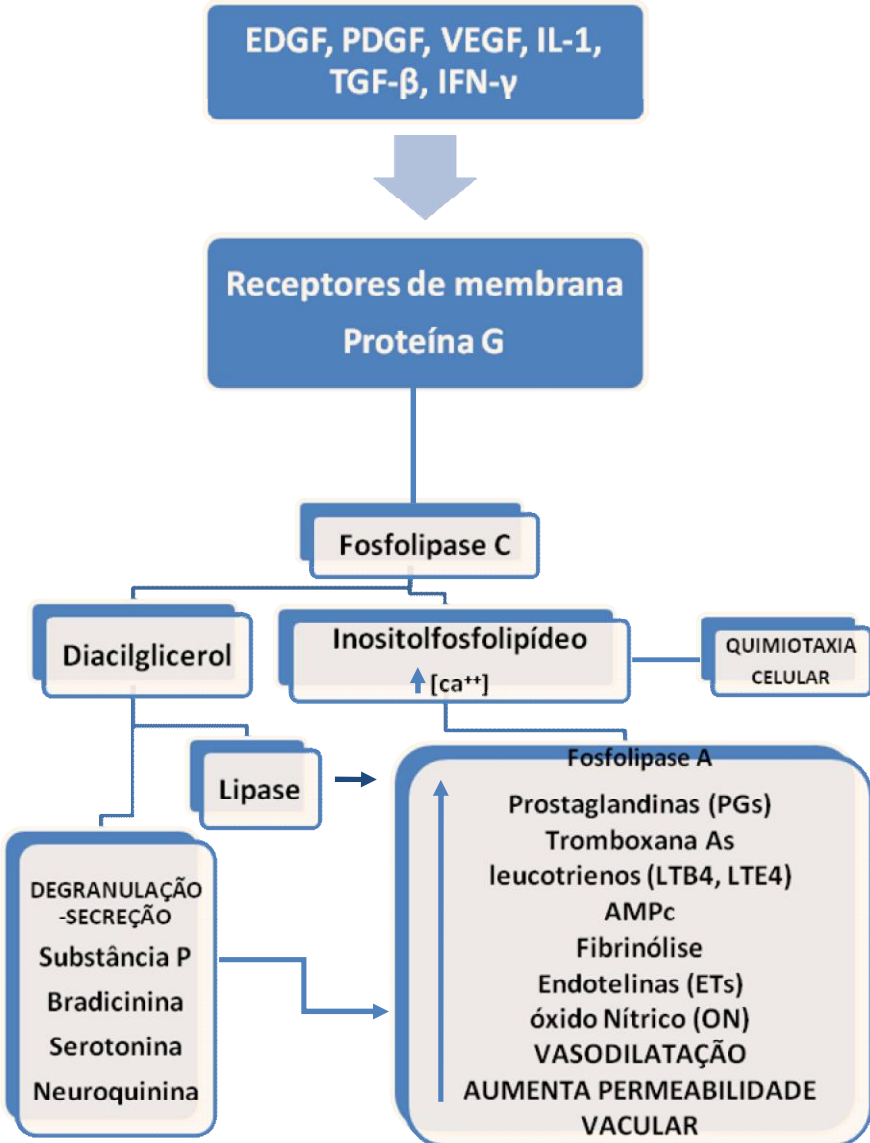 EDGF, PDGF, VEGF, IL-1,
TGF-β, IFN-γ
Receptores de membrana
Proteína G
Fosfolipase C
Diacilglicerol
Inositolfosfolipídeo
[ca⁺⁺]
QUIMIOTAXIA
CELULAR
Lipase
DEGRANULAÇÃO
-SECREÇÃO
Substância P
Bradicinina
Serotonina
Neuroquinina
Fosfolipase A
Prostaglandinas (PGs)
Tromboxana As
leucotrienos (LTB4, LTE4)
AMPc
Fibrinólise
Endotelinas (ETs)
óxido Nítrico (ON)
VASODILATAÇÃO
AUMENTA PERMEABILIDADE
VACULAR